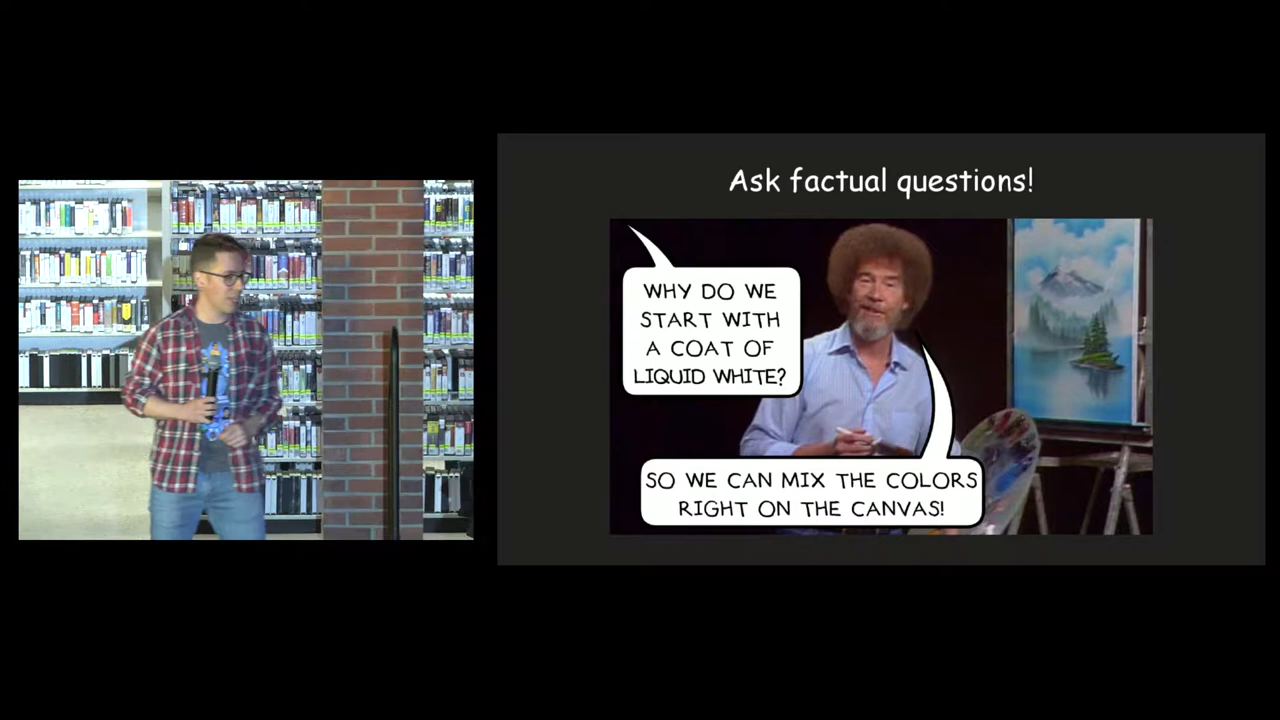 Ask factual questions!
WHY DO WE
START WITH
A COAT OF
LIQUID WHITE?
SO WE CAN MIX THE COLORS
RIGHT ON THE CANVAS!